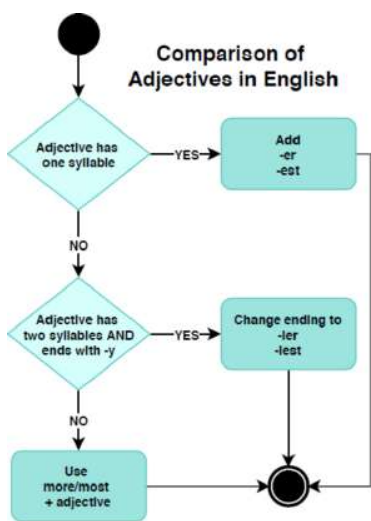 Comparison of
Adjectives in English
Adjective has
one syllable
YES
Add
-er
-est
NO
Adjective has
two syllables AND
ends with -y
YES
Change ending to
-ier
-iest
NO
Use
more/most
+ adjective